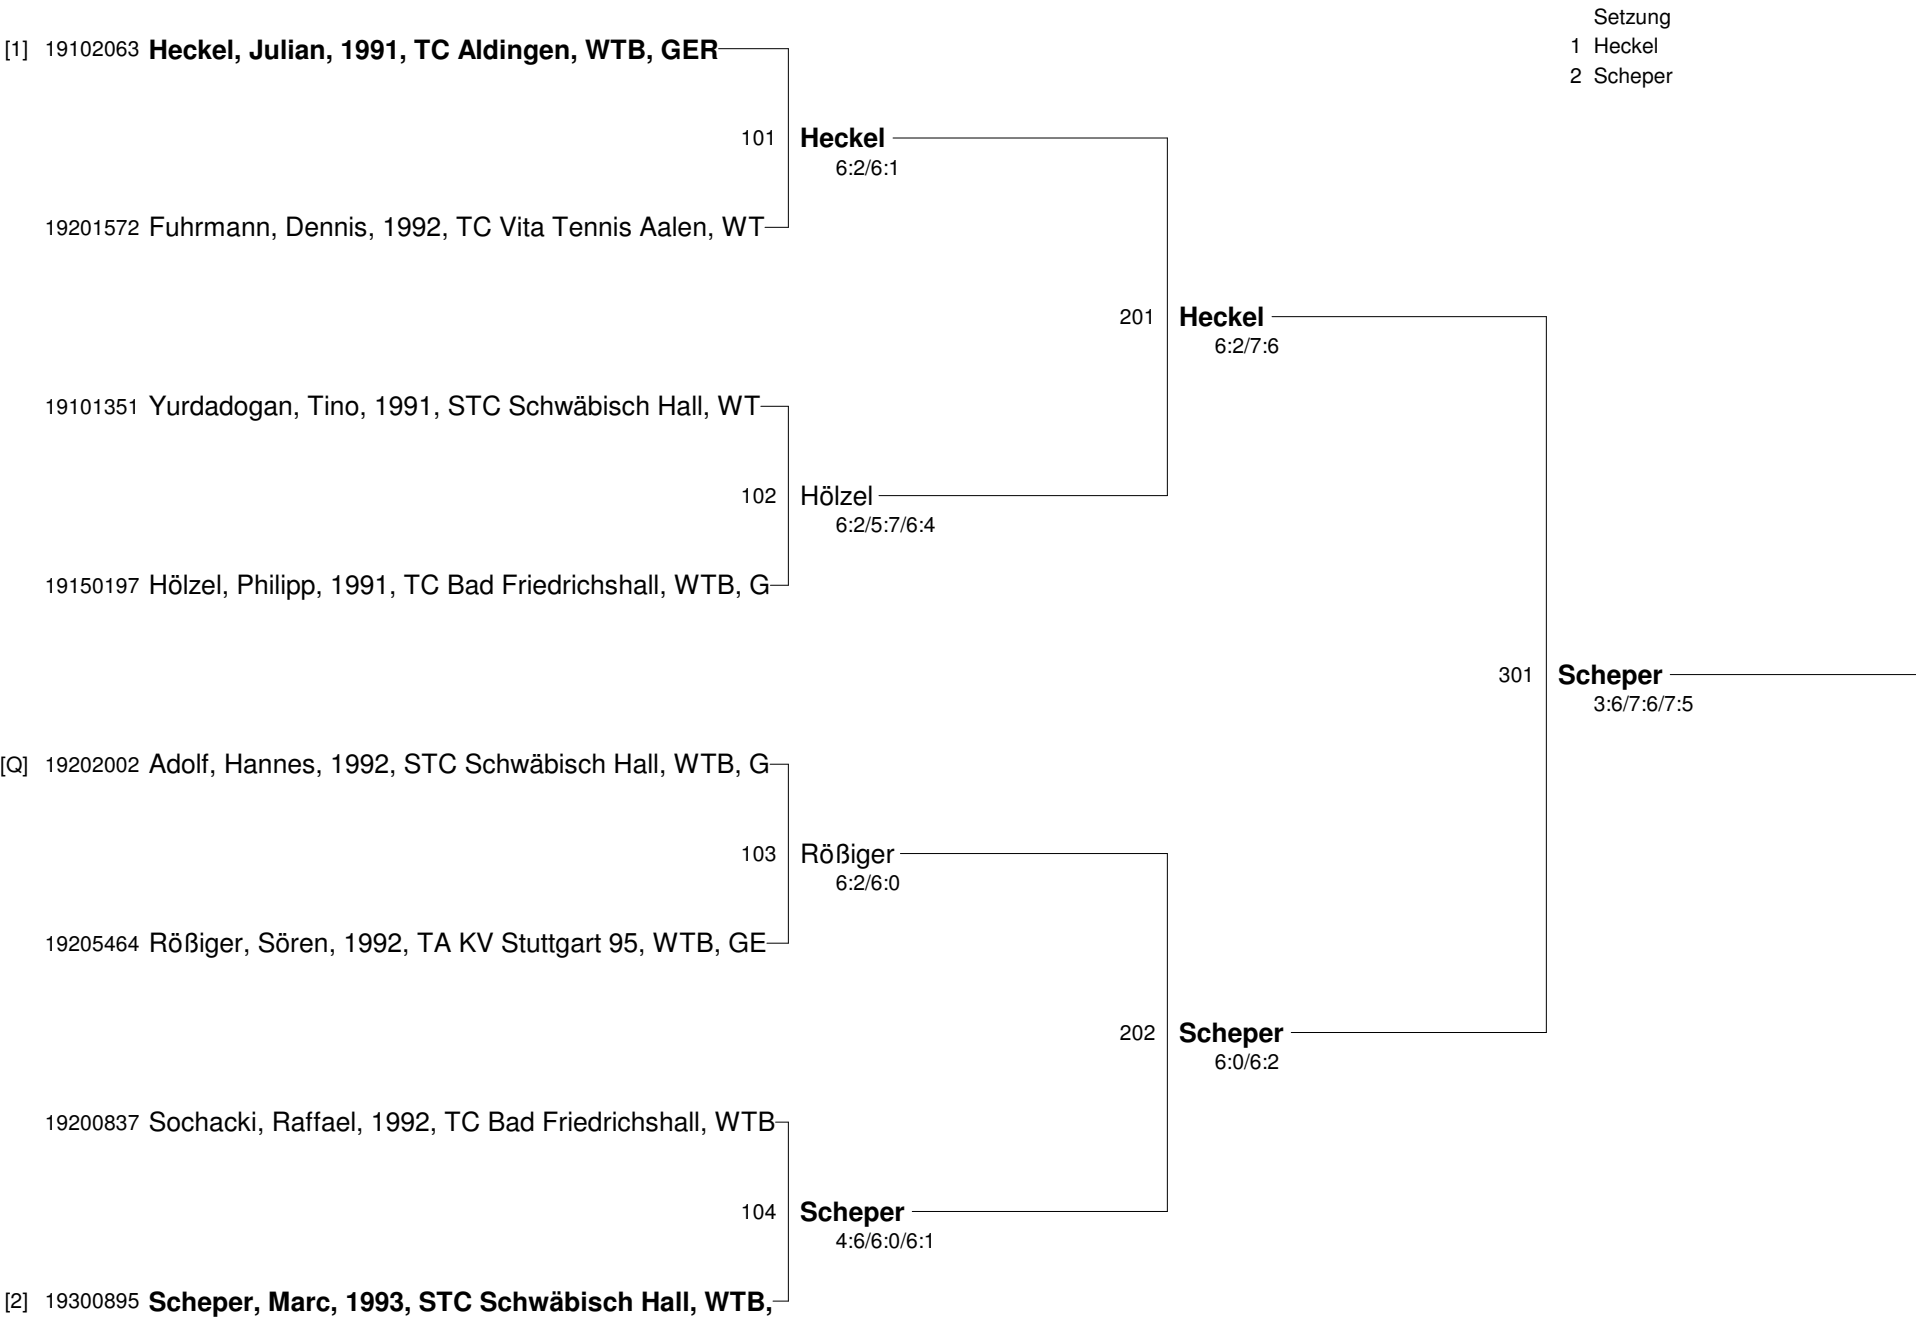 Setzung
1 Heckel
2 Scheper
[1] 19102063 Heckel, Julian, 1991, TC Aldingen, WTB, GER
101 Heckel
6:2/6:1
19201572 Fuhrmann, Dennis, 1992, TC Vita Tennis Aalen, WT
201 Heckel
6:2/7:6
19101351 Yurdadogan, Tino, 1991, STC Schwäbisch Hall, WT
102 Hölzel
6:2/5:7/6:4
19150197 Hölzel, Philipp, 1991, TC Bad Friedrichshall, WTB, G
301 Scheper
3:6/7:6/7:5
[Q] 19202002 Adolf, Hannes, 1992, STC Schwäbisch Hall, WTB, G
103 Rößiger
6:2/6:0
19205464 Rößiger, Sören, 1992, TA KV Stuttgart 95, WTB, GE
202 Scheper
6:0/6:2
19200837 Sochacki, Raffael, 1992, TC Bad Friedrichshall, WTB
104 Scheper
4:6/6:0/6:1
[2] 19300895 Scheper, Marc, 1993, STC Schwäbisch Hall, WTB,